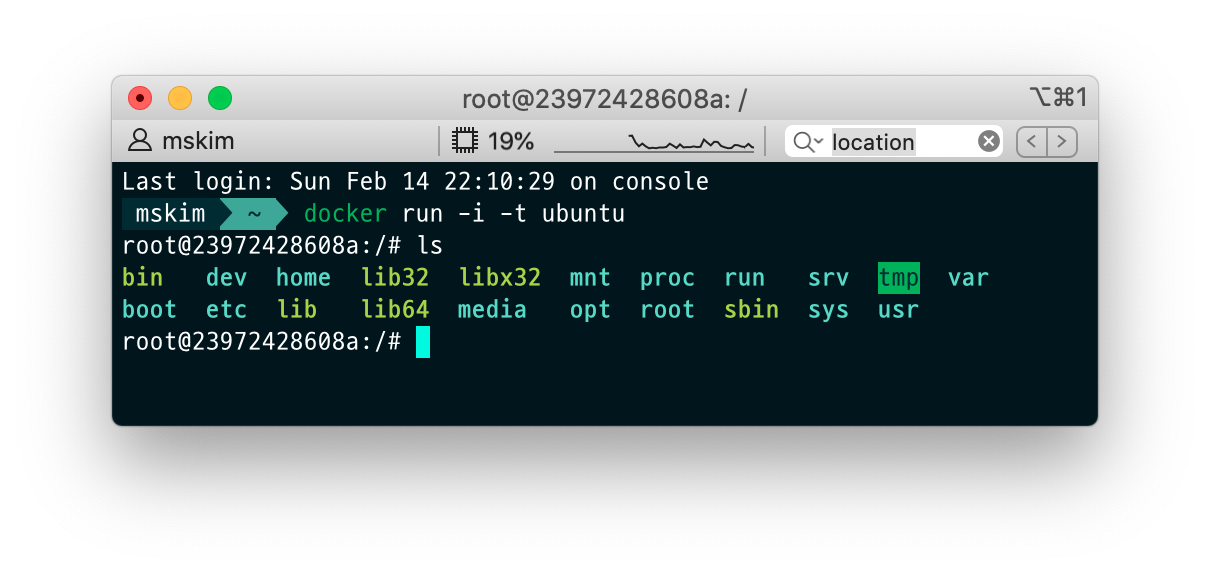 root@23972428608a: / ⌥⌘1
mskim 19% location
Last login: Sun Feb 14 22:10:29 on console
mskim ~ docker run -i -t ubuntu
root@23972428608a:/# ls
bin dev home lib32 libx32 mnt proc run srv tmp var
boot etc lib lib64 media opt root sbin sys usr
root@23972428608a:/#